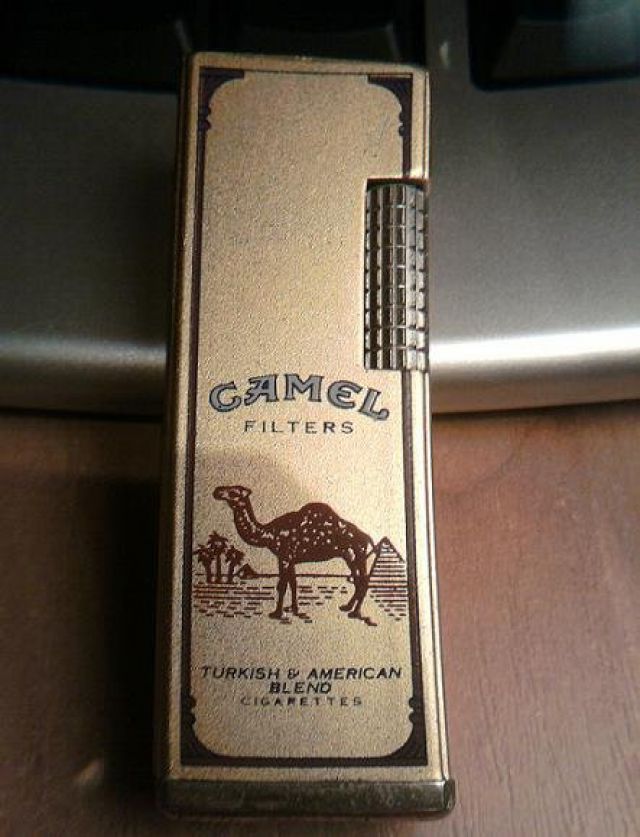 CAMEL
FILTERS
TURKISH & AMERICAN
BLEND
CIGARETTES